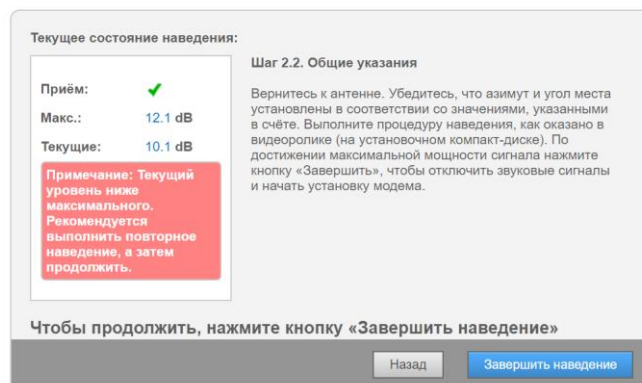 Текущее состояние наведения:
Приём:
Макс.: 12.1 dB
Текущие: 10.1 dB
Примечание: Текущий
уровень ниже
максимального.
Рекомендуется
выполнить повторное
наведение, а затем
продолжить.
Шаг 2.2. Общие указания
Вернитесь к антенне. Убедитесь, что азимут и угол места
установлены в соответствии со значениями, указанными
в счёте. Выполните процедуру наведения, как оказано в
видеоролике (на установочном компакт-диске). По
достижении максимальной мощности сигнала нажмите
кнопку «Завершить», чтобы отключить звуковые сигналы
и начать установку модема.
Чтобы продолжить, нажмите кнопку «Завершить наведение»
Назад
Завершить наведение